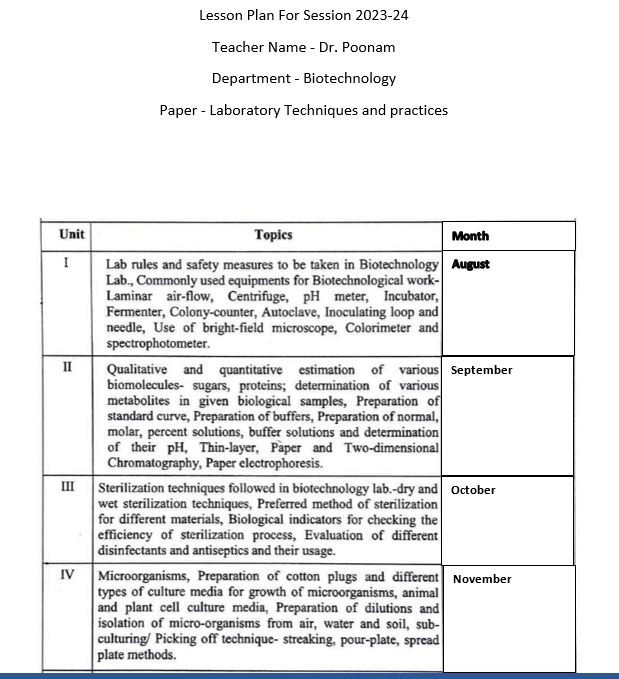 Lesson Plan For Session 2023-24
Teacher Name - Dr. Poonam
Department - Biotechnology
Paper - Laboratory Techniques and practices
Unit Topics Month
I Lab rules and safety measures to be taken in Biotechnology August
Lab., Commonly used equipments for Biotechnological work-
Laminar air-flow, Centrifuge, pH meter, Incubator,
Fermenter, Colony-counter, Autoclave, Inoculating loop and
needle, Use of bright-field microscope, Colorimeter and
spectrophotometer.
II Qualitative and quantitative estimation of various September
biomolecules- sugars, proteins; determination of various
metabolites in given biological samples, Preparation of
standard curve, Preparation of buffers, Preparation of normal,
molar, percent solutions, buffer solutions and determination
of their pH, Thin-layer, Paper and Two-dimensional
Chromatography, Paper electrophoresis.
III Sterilization techniques followed in biotechnology lab.-dry and October
wet sterilization techniques, Preferred method of sterilization
for different materials, Biological indicators for checking the
efficiency of sterilization process, Evaluation of different
disinfectants and antiseptics and their usage.
IV Microorganisms, Preparation of cotton plugs and different November
types of culture media for growth of microorganisms, animal
and plant cell culture media, Preparation of dilutions and
isolation of micro-organisms from air, water and soil, sub-
culturing/ Picking off technique- streaking, pour-plate, spread
plate methods.